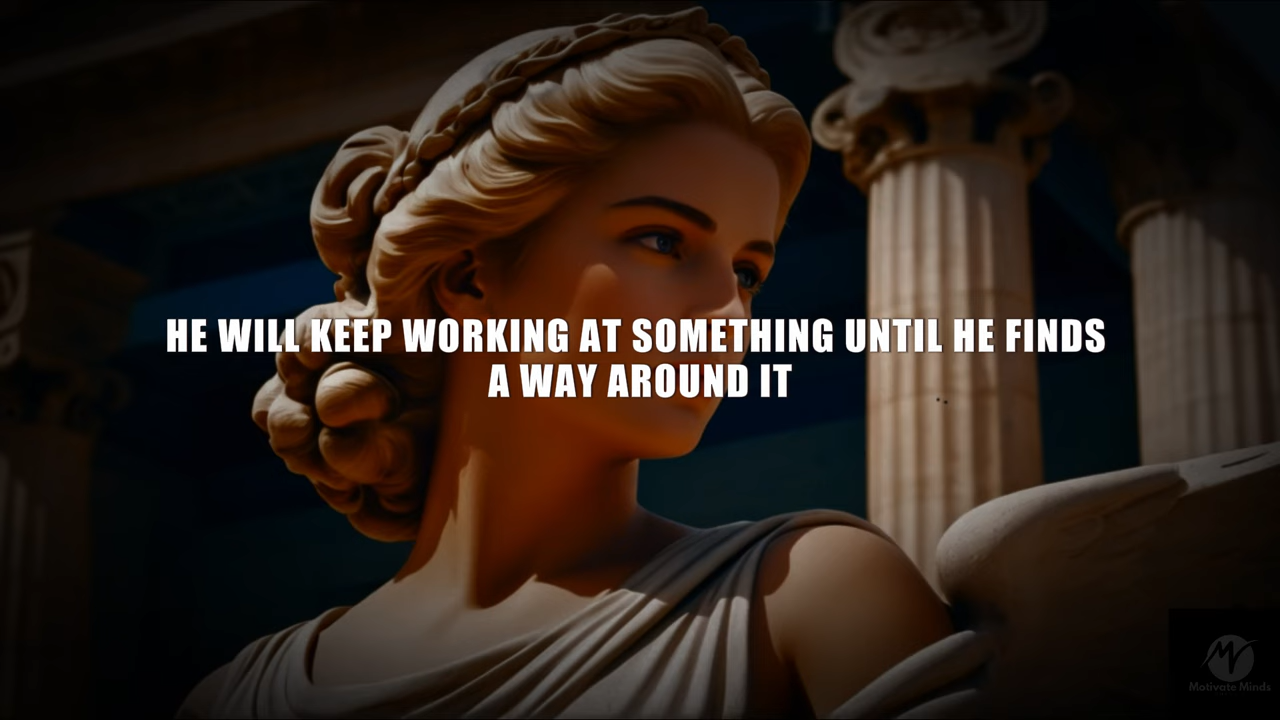 HE WILL KEEP WORKING AT SOMETHING UNTIL HE FINDS
A WAY AROUND IT
Motivate Minds